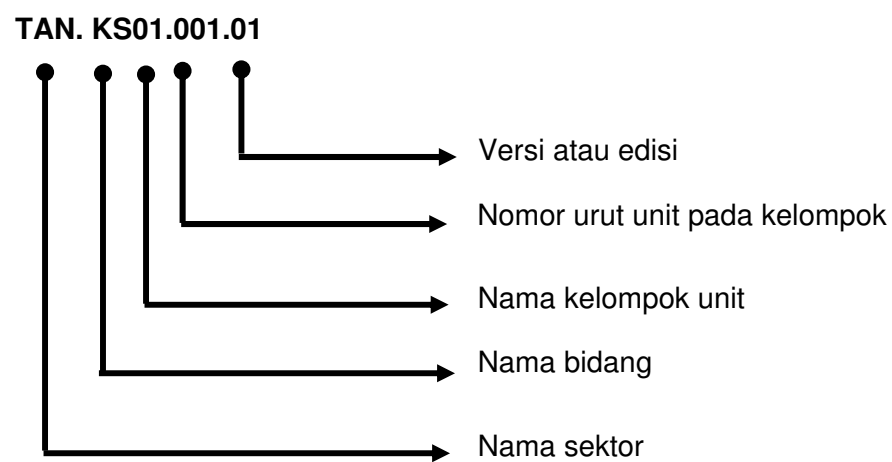 TAN. KS01.001.01
Versi atau edisi
Nomor urut unit pada kelompok
Nama kelompok unit
Nama bidang
Nama sektor